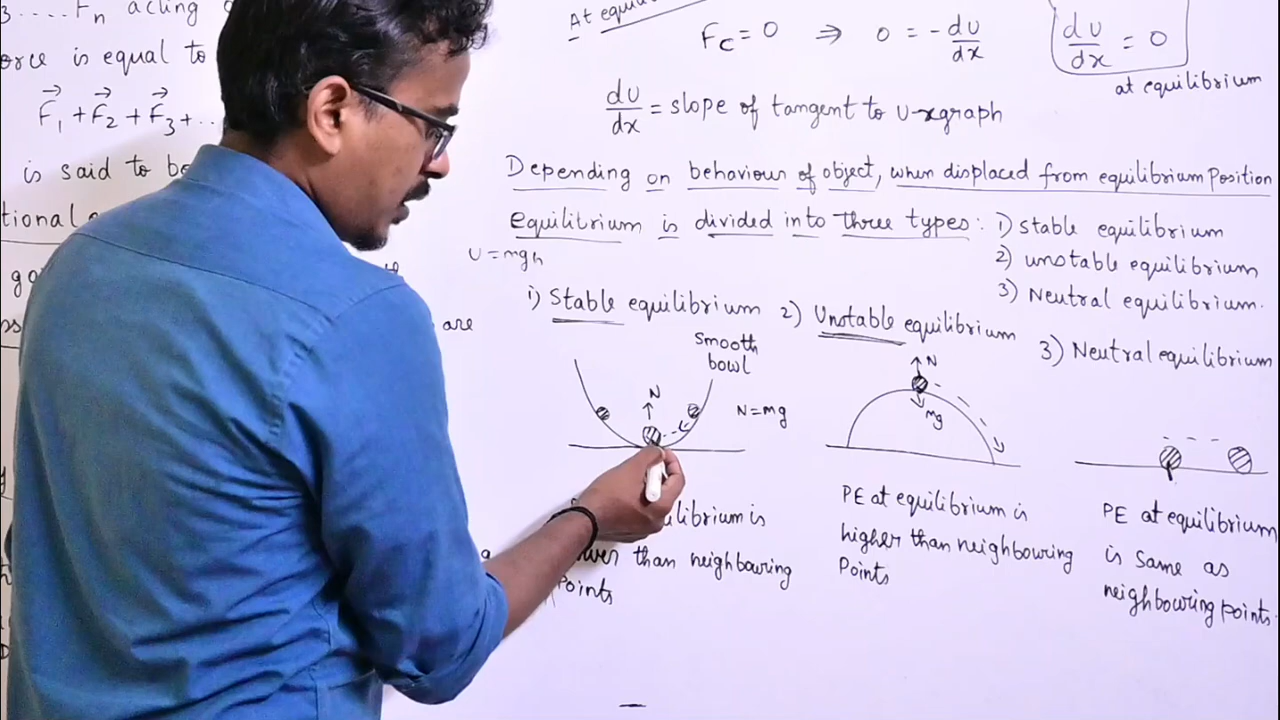 3....Fn acting
orce is equal to
F1 + F2 + F3 + ..
is said to be
tional
are
At equi
Fc = 0 ⇒ 0 = -dU/dx
dU/dx = 0
at equilibrium
dU/dx = slope of tangent to U-x graph
Depending on behaviour of object, when displaced from equilibrium position
equilibrium is divided into three types: 1) stable equilibrium
2) unstable equilibrium
3) Neutral equilibrium.
U = mgh
1) Stable equilibrium
Smooth
bowl
N
N = mg
ilibrium is
than neighbouring
points
2) Unstable equilibrium
N
mg
PE at equilibrium is
higher than neighbouring
points
3) Neutral equilibrium
PE at equilibrium
is same as
neighbouring points.